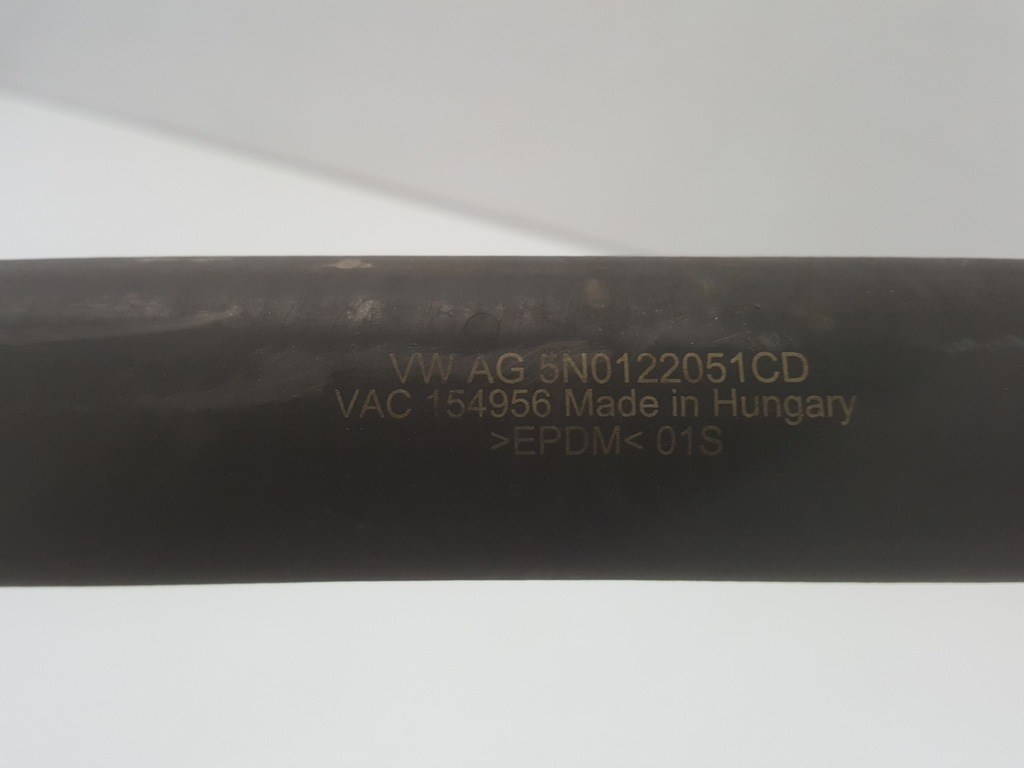 VW AG 5N0122051CD
VAC 154956 Made in Hungary
>EPDM< 01S